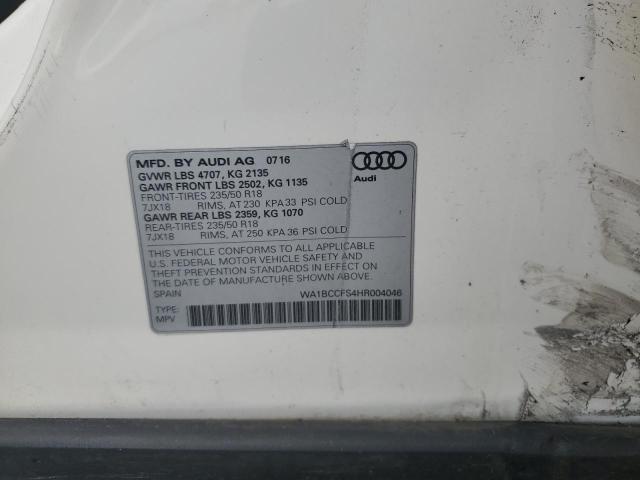 MFD. BY AUDI AG 0716
GVWR LBS 4707, KG 2135
GAWR FRONT LBS 2502, KG 1135
FRONT-TIRES 235/50 R18
7JX18 RIMS, AT 230 KPA 33 PSI COLD
GAWR REAR LBS 2359, KG 1070
REAR-TIRES 235/50 R18
7JX18 RIMS, AT 250 KPA 36 PSI COLD
Audi
THIS VEHICLE CONFORMS TO ALL APPLICABLE
U.S. FEDERAL MOTOR VEHICLE SAFETY AND
THEFT PREVENTION STANDARDS IN EFFECT ON
THE DATE OF MANUFACTURE SHOWN ABOVE.
SPAIN WA1BCCFS4HR004046
TYPE:
MPV